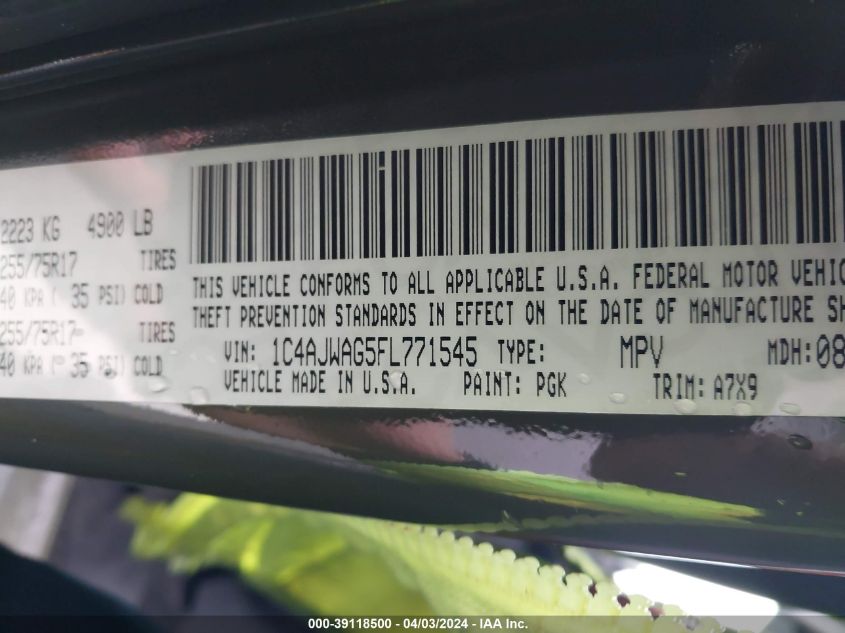 2223 KG 4900 LB
255/75R17 TIRES
40 KPA ( 35 PSI) COLD
255/75R17 TIRES
40 KPA ( 35 PSI) COLD
THIS VEHICLE CONFORMS TO ALL APPLICABLE U.S.A. FEDERAL MOTOR VEHIC
THEFT PREVENTION STANDARDS IN EFFECT ON THE DATE OF MANUFACTURE SH
VIN: 1C4AJWAG5FL771545 TYPE: MPV MDH:08
VEHICLE MADE IN U.S.A. PAINT: PGK TRIM: A7X9
000-39118500 - 04/03/2024 - IAA Inc.